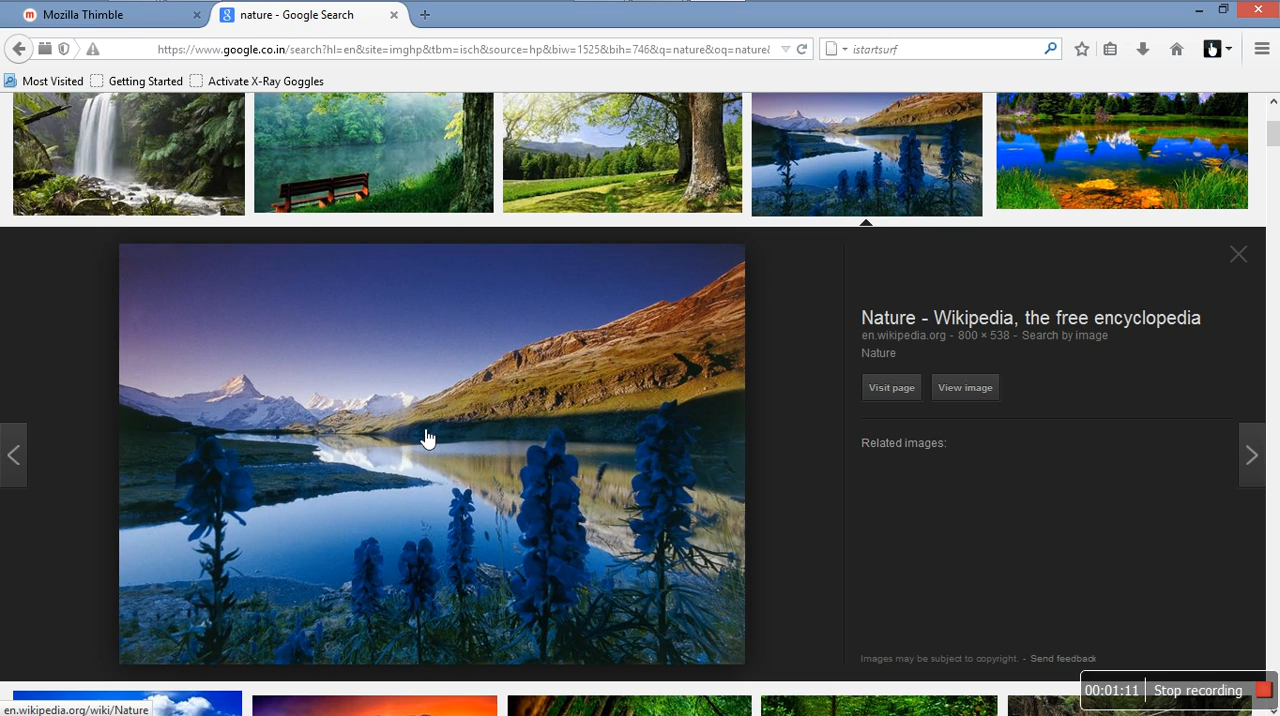 Mozilla Thimble
nature - Google Search
https://www.google.co.in/search?hl=en&site=imghp&tbm=isch&source=hp&biw=1525&bih=746&q=nature&oq=nature&
istartsurf
Most Visited
Getting Started
Activate X-Ray Goggles
Nature - Wikipedia, the free encyclopedia
en.wikipedia.org - 800 × 538 - Search by image
Nature
Visit page
View image
Related images:
Images may be subject to copyright. - Send feedback
00:01:11
Stop recording
en.wikipedia.org/wiki/Nature